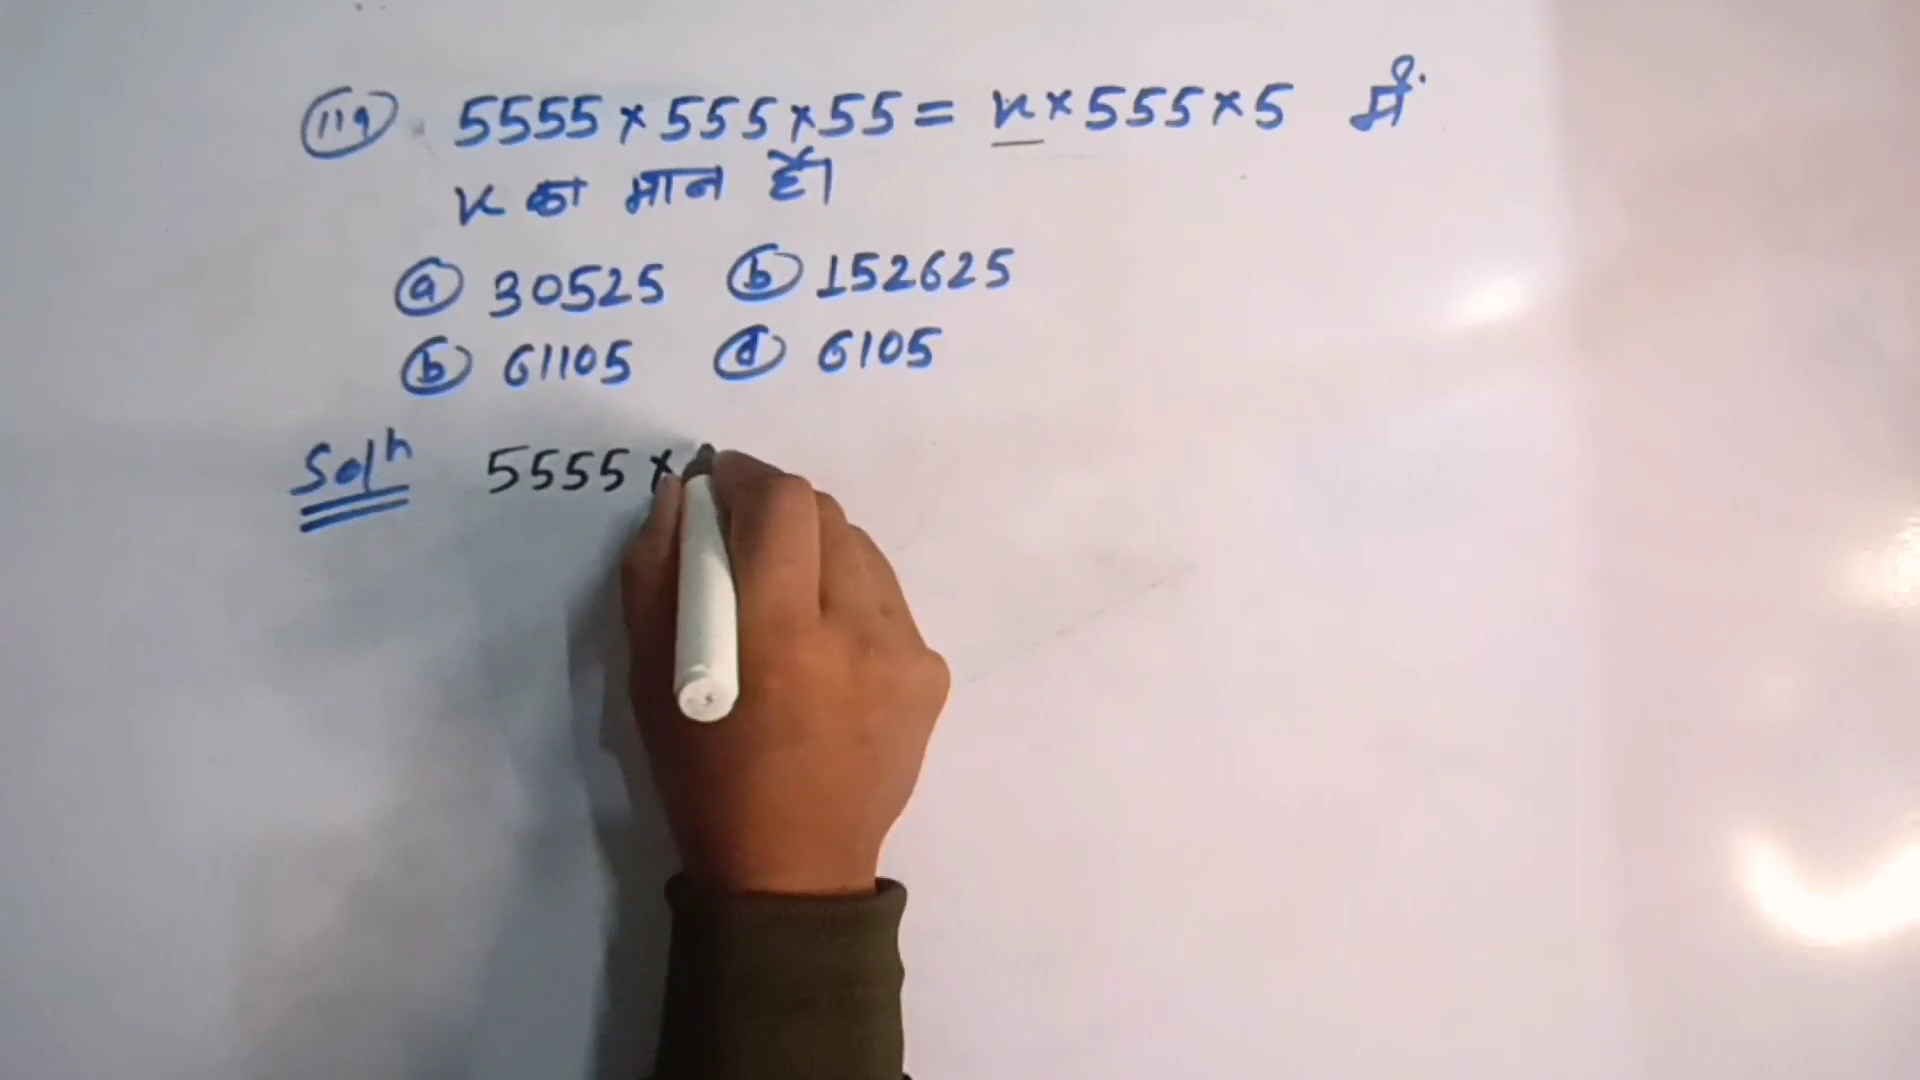 119 5555 × 555 × 55 = K × 555 × 5 में
K का मान हैं।
a 30525 b 152625
b 61105 d 6105
Solⁿ 5555 ×